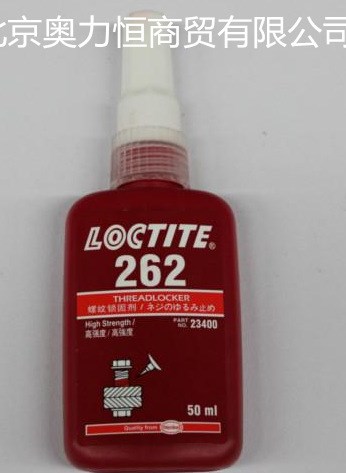 北京奥力恒商贸有限公司
LOCTITE®
262
THREADLOCKER
螺纹锁固剂 / ネジのゆるみ止め
High Strength /
高强度 / 高強度
PART
NO. 23400
50 ml
Quality from Henkel